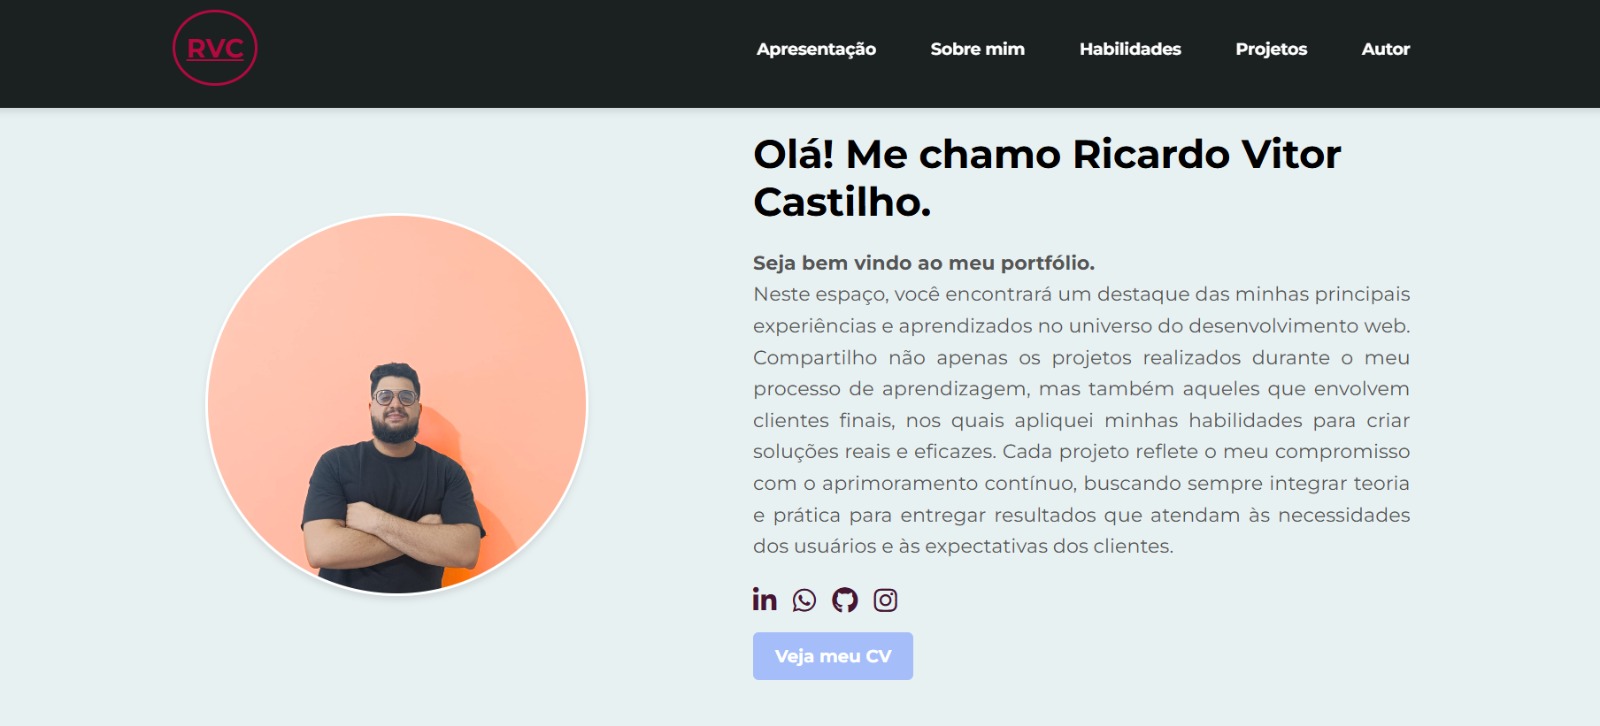 RVC
Apresentação Sobre mim Habilidades Projetos Autor
Olá! Me chamo Ricardo Vitor
Castilho.
Seja bem vindo ao meu portfólio.
Neste espaço, você encontrará um destaque das minhas principais
experiências e aprendizados no universo do desenvolvimento web.
Compartilho não apenas os projetos realizados durante o meu
processo de aprendizagem, mas também aqueles que envolvem
clientes finais, nos quais apliquei minhas habilidades para criar
soluções reais e eficazes. Cada projeto reflete o meu compromisso
com o aprimoramento contínuo, buscando sempre integrar teoria
e prática para entregar resultados que atendam às necessidades
dos usuários e às expectativas dos clientes.
in
Veja meu CV